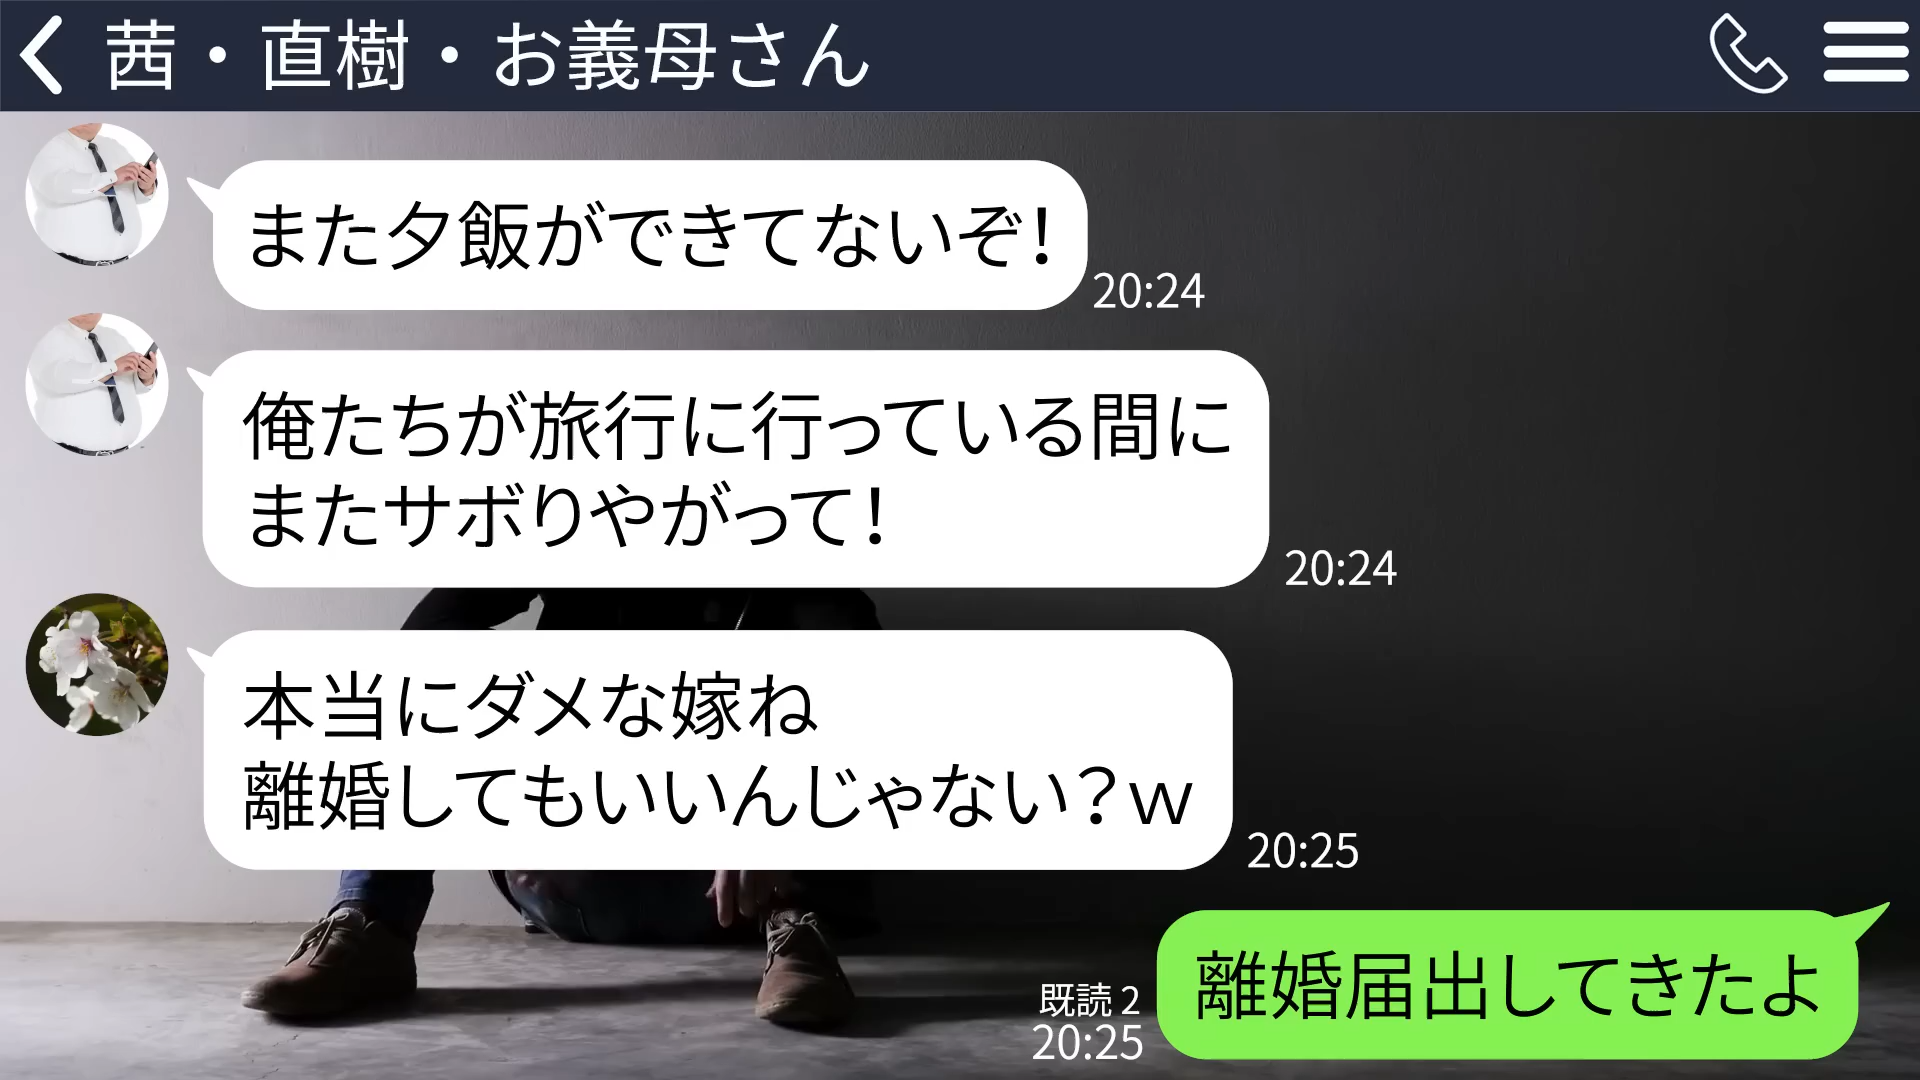 茜・直樹・お義母さん
また夕飯ができてないぞ！
20:24
俺たちが旅行に行っている間に
またサボりやがって！
20:24
本当にダメな嫁ね
離婚してもいいんじゃない？ｗ
20:25
離婚届出してきたよ
既読 2
20:25